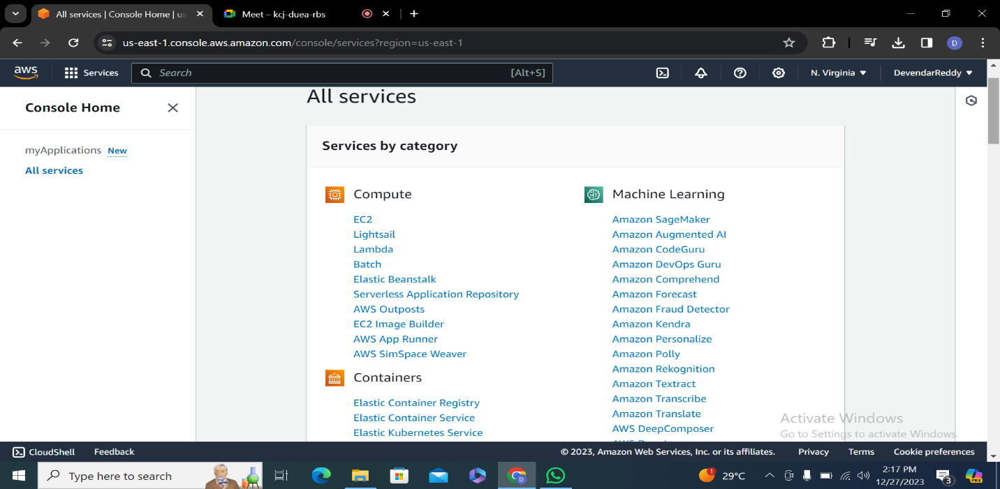 All services | Console Home | us
Meet – kcj-duea-rbs
us-east-1.console.aws.amazon.com/console/services?region=us-east-1
D
aws
Services
Search
[Alt+S]
N. Virginia
DevendarReddy
Console Home
myApplications New
All services
All services
Services by category
Compute
EC2
Lightsail
Lambda
Batch
Elastic Beanstalk
Serverless Application Repository
AWS Outposts
EC2 Image Builder
AWS App Runner
AWS SimSpace Weaver
Containers
Elastic Container Registry
Elastic Container Service
Elastic Kubernetes Service
Machine Learning
Amazon SageMaker
Amazon Augmented AI
Amazon CodeGuru
Amazon DevOps Guru
Amazon Comprehend
Amazon Forecast
Amazon Fraud Detector
Amazon Kendra
Amazon Personalize
Amazon Polly
Amazon Rekognition
Amazon Textract
Amazon Transcribe
Amazon Translate
AWS DeepComposer
Activate Windows
Go to Settings to activate Windows.
CloudShell
Feedback
© 2023, Amazon Web Services, Inc. or its affiliates.
Privacy
Terms
Cookie preferences
Type here to search
D
1
29°C
2:17 PM
12/27/2023
3
PRE